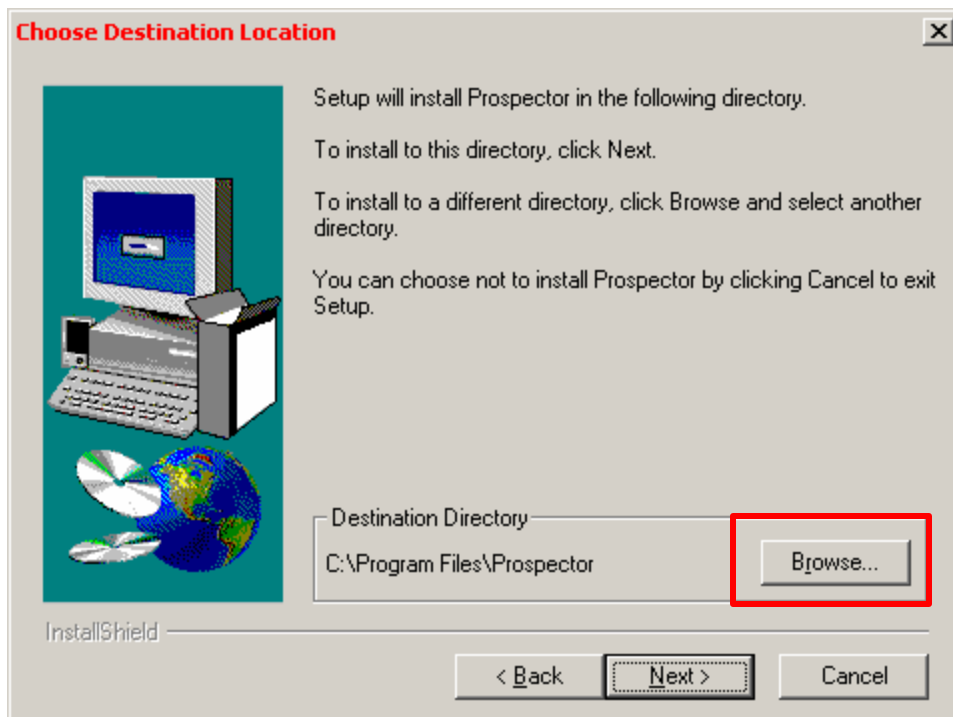 Choose Destination Location
Setup will install Prospector in the following directory.
To install to this directory, click Next.
To install to a different directory, click Browse and select another
directory.
You can choose not to install Prospector by clicking Cancel to exit
Setup.
Destination Directory
C:\Program Files\Prospector
Browse...
InstallShield
< Back
Next >
Cancel